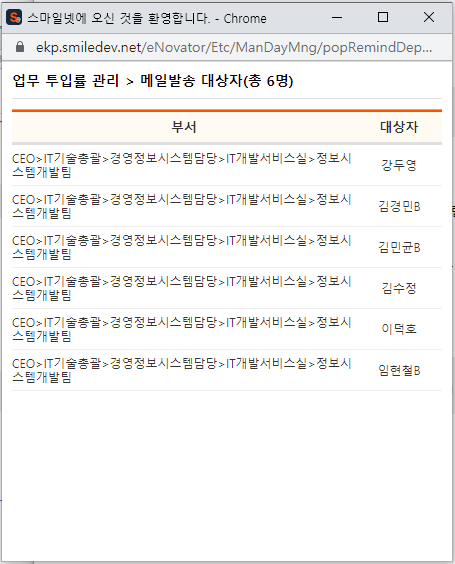 스마일넷에 오신 것을 환영합니다. - Chrome
ekp.smiledev.net/eNovator/Etc/ManDayMng/popRemindDep...
업무 투입률 관리 > 메일발송 대상자(총 6명)
부서 대상자
CEO>IT기술총괄>경영정보시스템담당>IT개발서비스실>정보시
스템개발팀
강두영
CEO>IT기술총괄>경영정보시스템담당>IT개발서비스실>정보시
스템개발팀
김경민B
CEO>IT기술총괄>경영정보시스템담당>IT개발서비스실>정보시
스템개발팀
김민균B
CEO>IT기술총괄>경영정보시스템담당>IT개발서비스실>정보시
스템개발팀
김수정
CEO>IT기술총괄>경영정보시스템담당>IT개발서비스실>정보시
스템개발팀
이덕호
CEO>IT기술총괄>경영정보시스템담당>IT개발서비스실>정보시
스템개발팀
임현철B